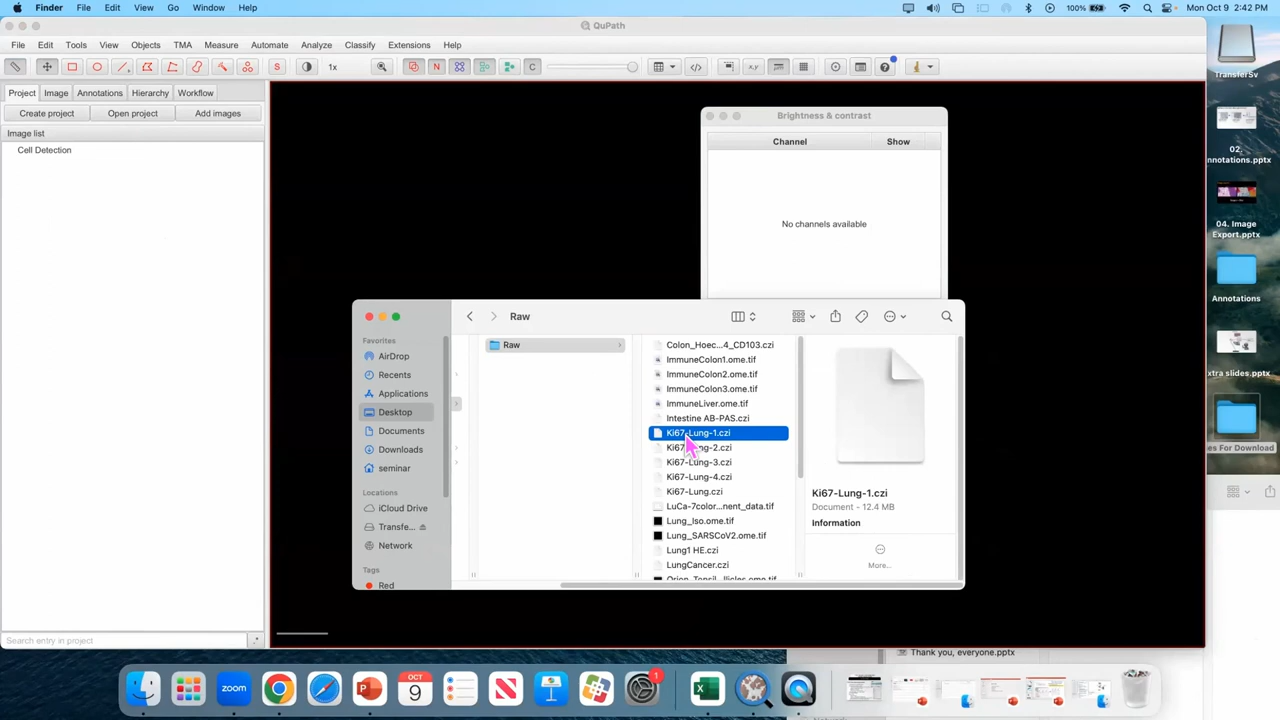 Finder File Edit View Go Window Help 100% Mon Oct 9 2:42 PM
QuPath
File Edit Tools View Objects TMA Measure Automate Analyze Classify Extensions Help
1x
N
S
C
x,y
Project Image Annotations Hierarchy Workflow
Create project Open project Add images
Image list
Cell Detection
Search entry in project
Brightness & contrast
Channel Show
No channels available
Raw
Favorites
AirDrop
Recents
Applications
Desktop
Documents
Downloads
seminar
Locations
iCloud Drive
Transfe...
Network
Tags
Red
Raw
Colon_Hoec...4_CD103.czi
ImmuneColon1.ome.tif
ImmuneColon2.ome.tif
ImmuneColon3.ome.tif
ImmuneLiver.ome.tif
Intestine AB-PAS.czi
Ki67-Lung-1.czi
Ki67-Lung-2.czi
Ki67-Lung-3.czi
Ki67-Lung-4.czi
Ki67-Lung.czi
LuCa-7color...nent_data.tif
Lung_Iso.ome.tif
Lung_SARSCoV2.ome.tif
Lung1 HE.czi
LungCancer.czi
Ki67-Lung-1.czi
Document - 12.4 MB
Information
More...
TransferSv
02.
nnotations.pptx
04. Image
Export.pptx
Annotations
xtra slides.pptx
es For Download
Thank you, everyone.pptx
zoom
OCT
9
1